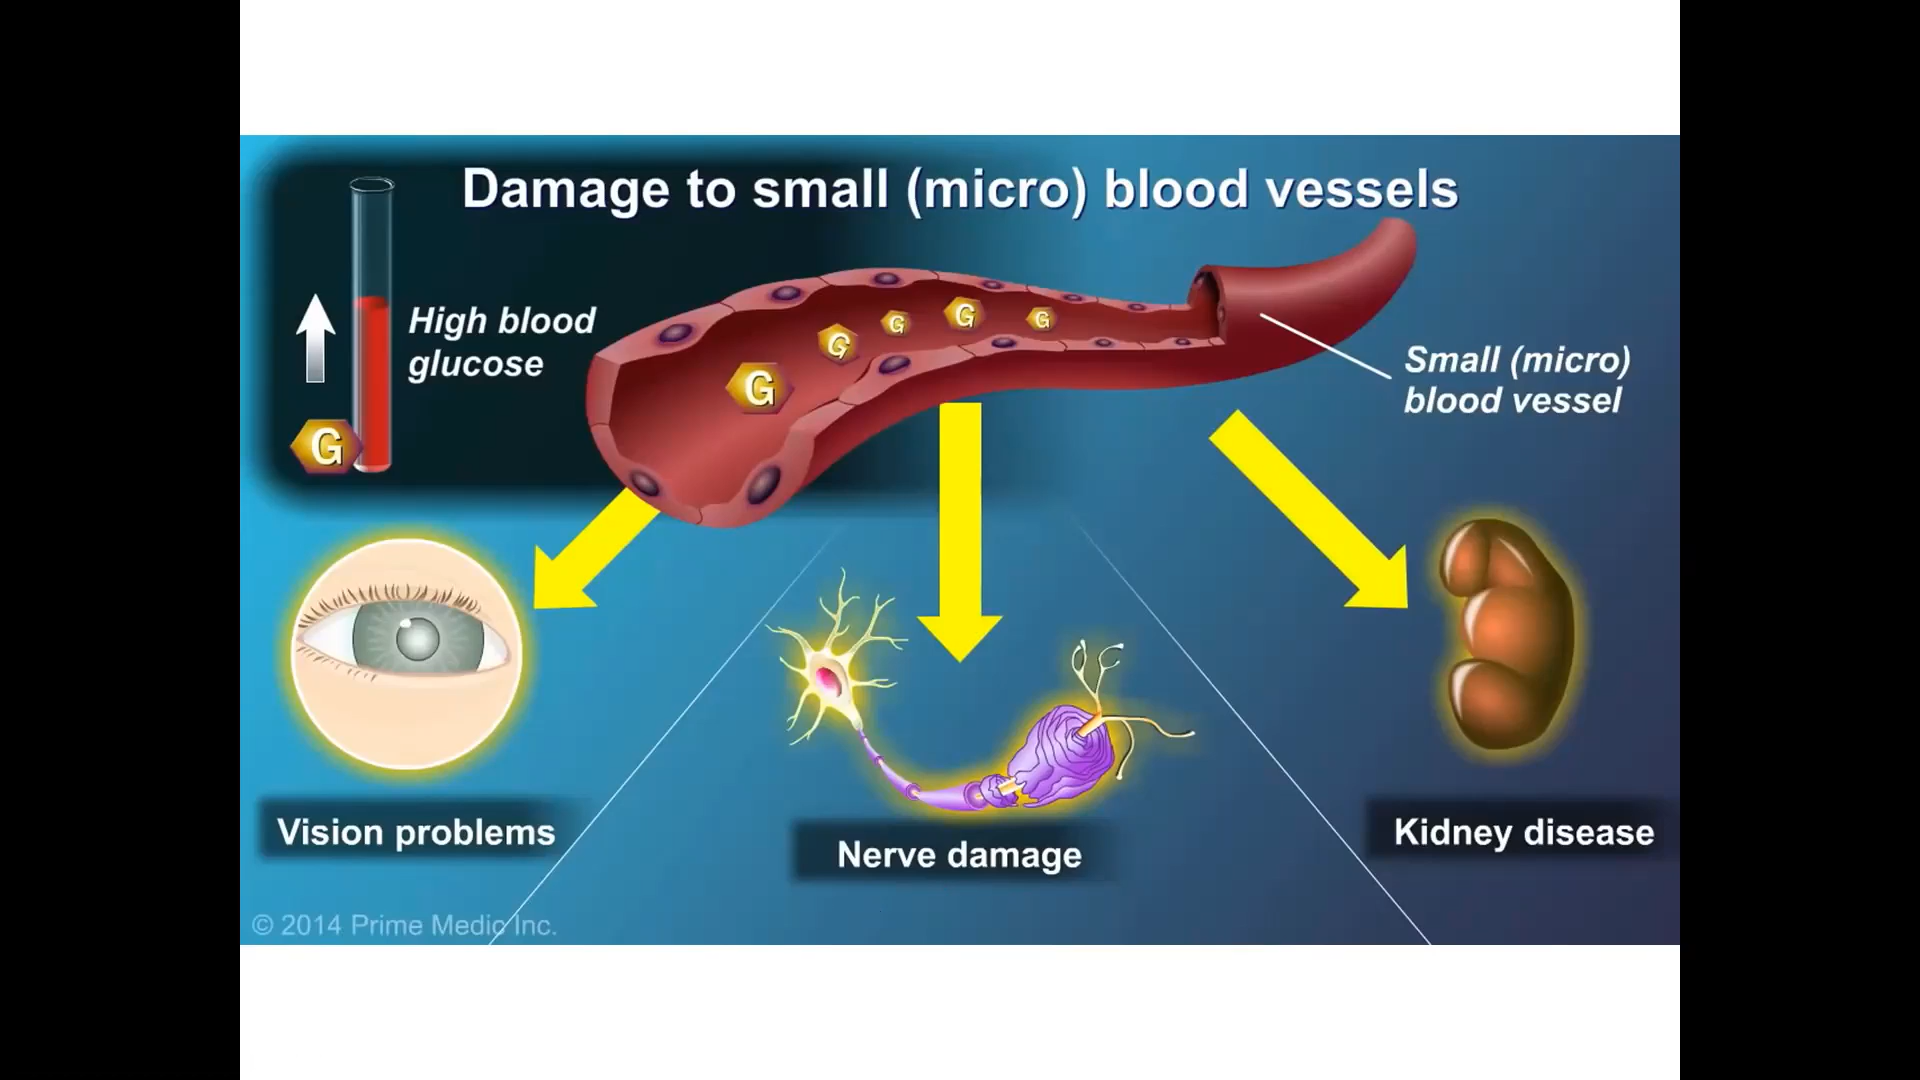 Damage to small (micro) blood vessels
High blood
glucose
G
G
G
G
G
G
Small (micro)
blood vessel
Vision problems
Nerve damage
Kidney disease
© 2014 Prime Medic Inc.